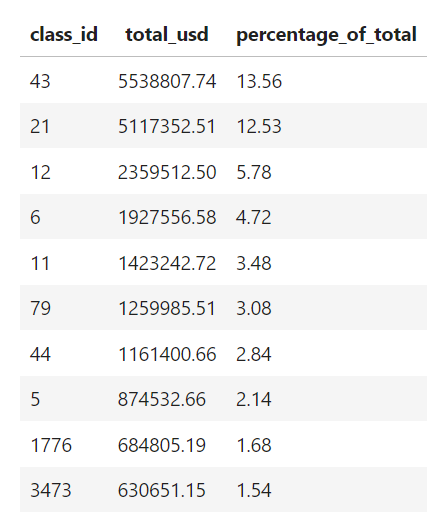 class_id total_usd percentage_of_total
43 5538807.74 13.56
21 5117352.51 12.53
12 2359512.50 5.78
6 1927556.58 4.72
11 1423242.72 3.48
79 1259985.51 3.08
44 1161400.66 2.84
5 874532.66 2.14
1776 684805.19 1.68
3473 630651.15 1.54